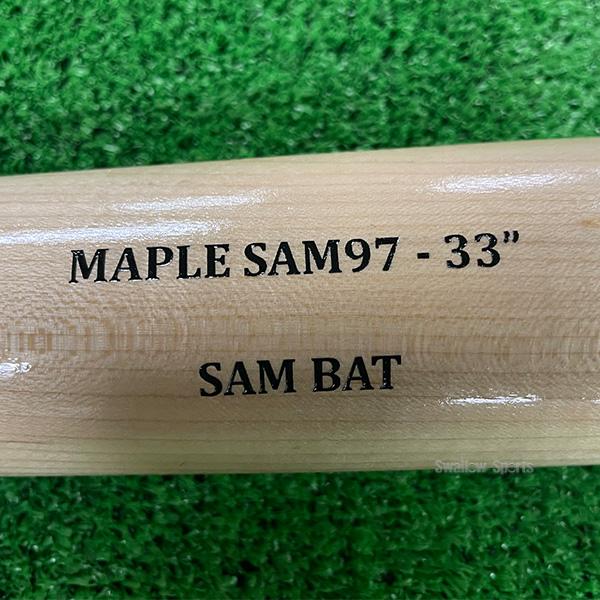 MAPLE SAM97 - 33”
SAM BAT
Swallow Sports